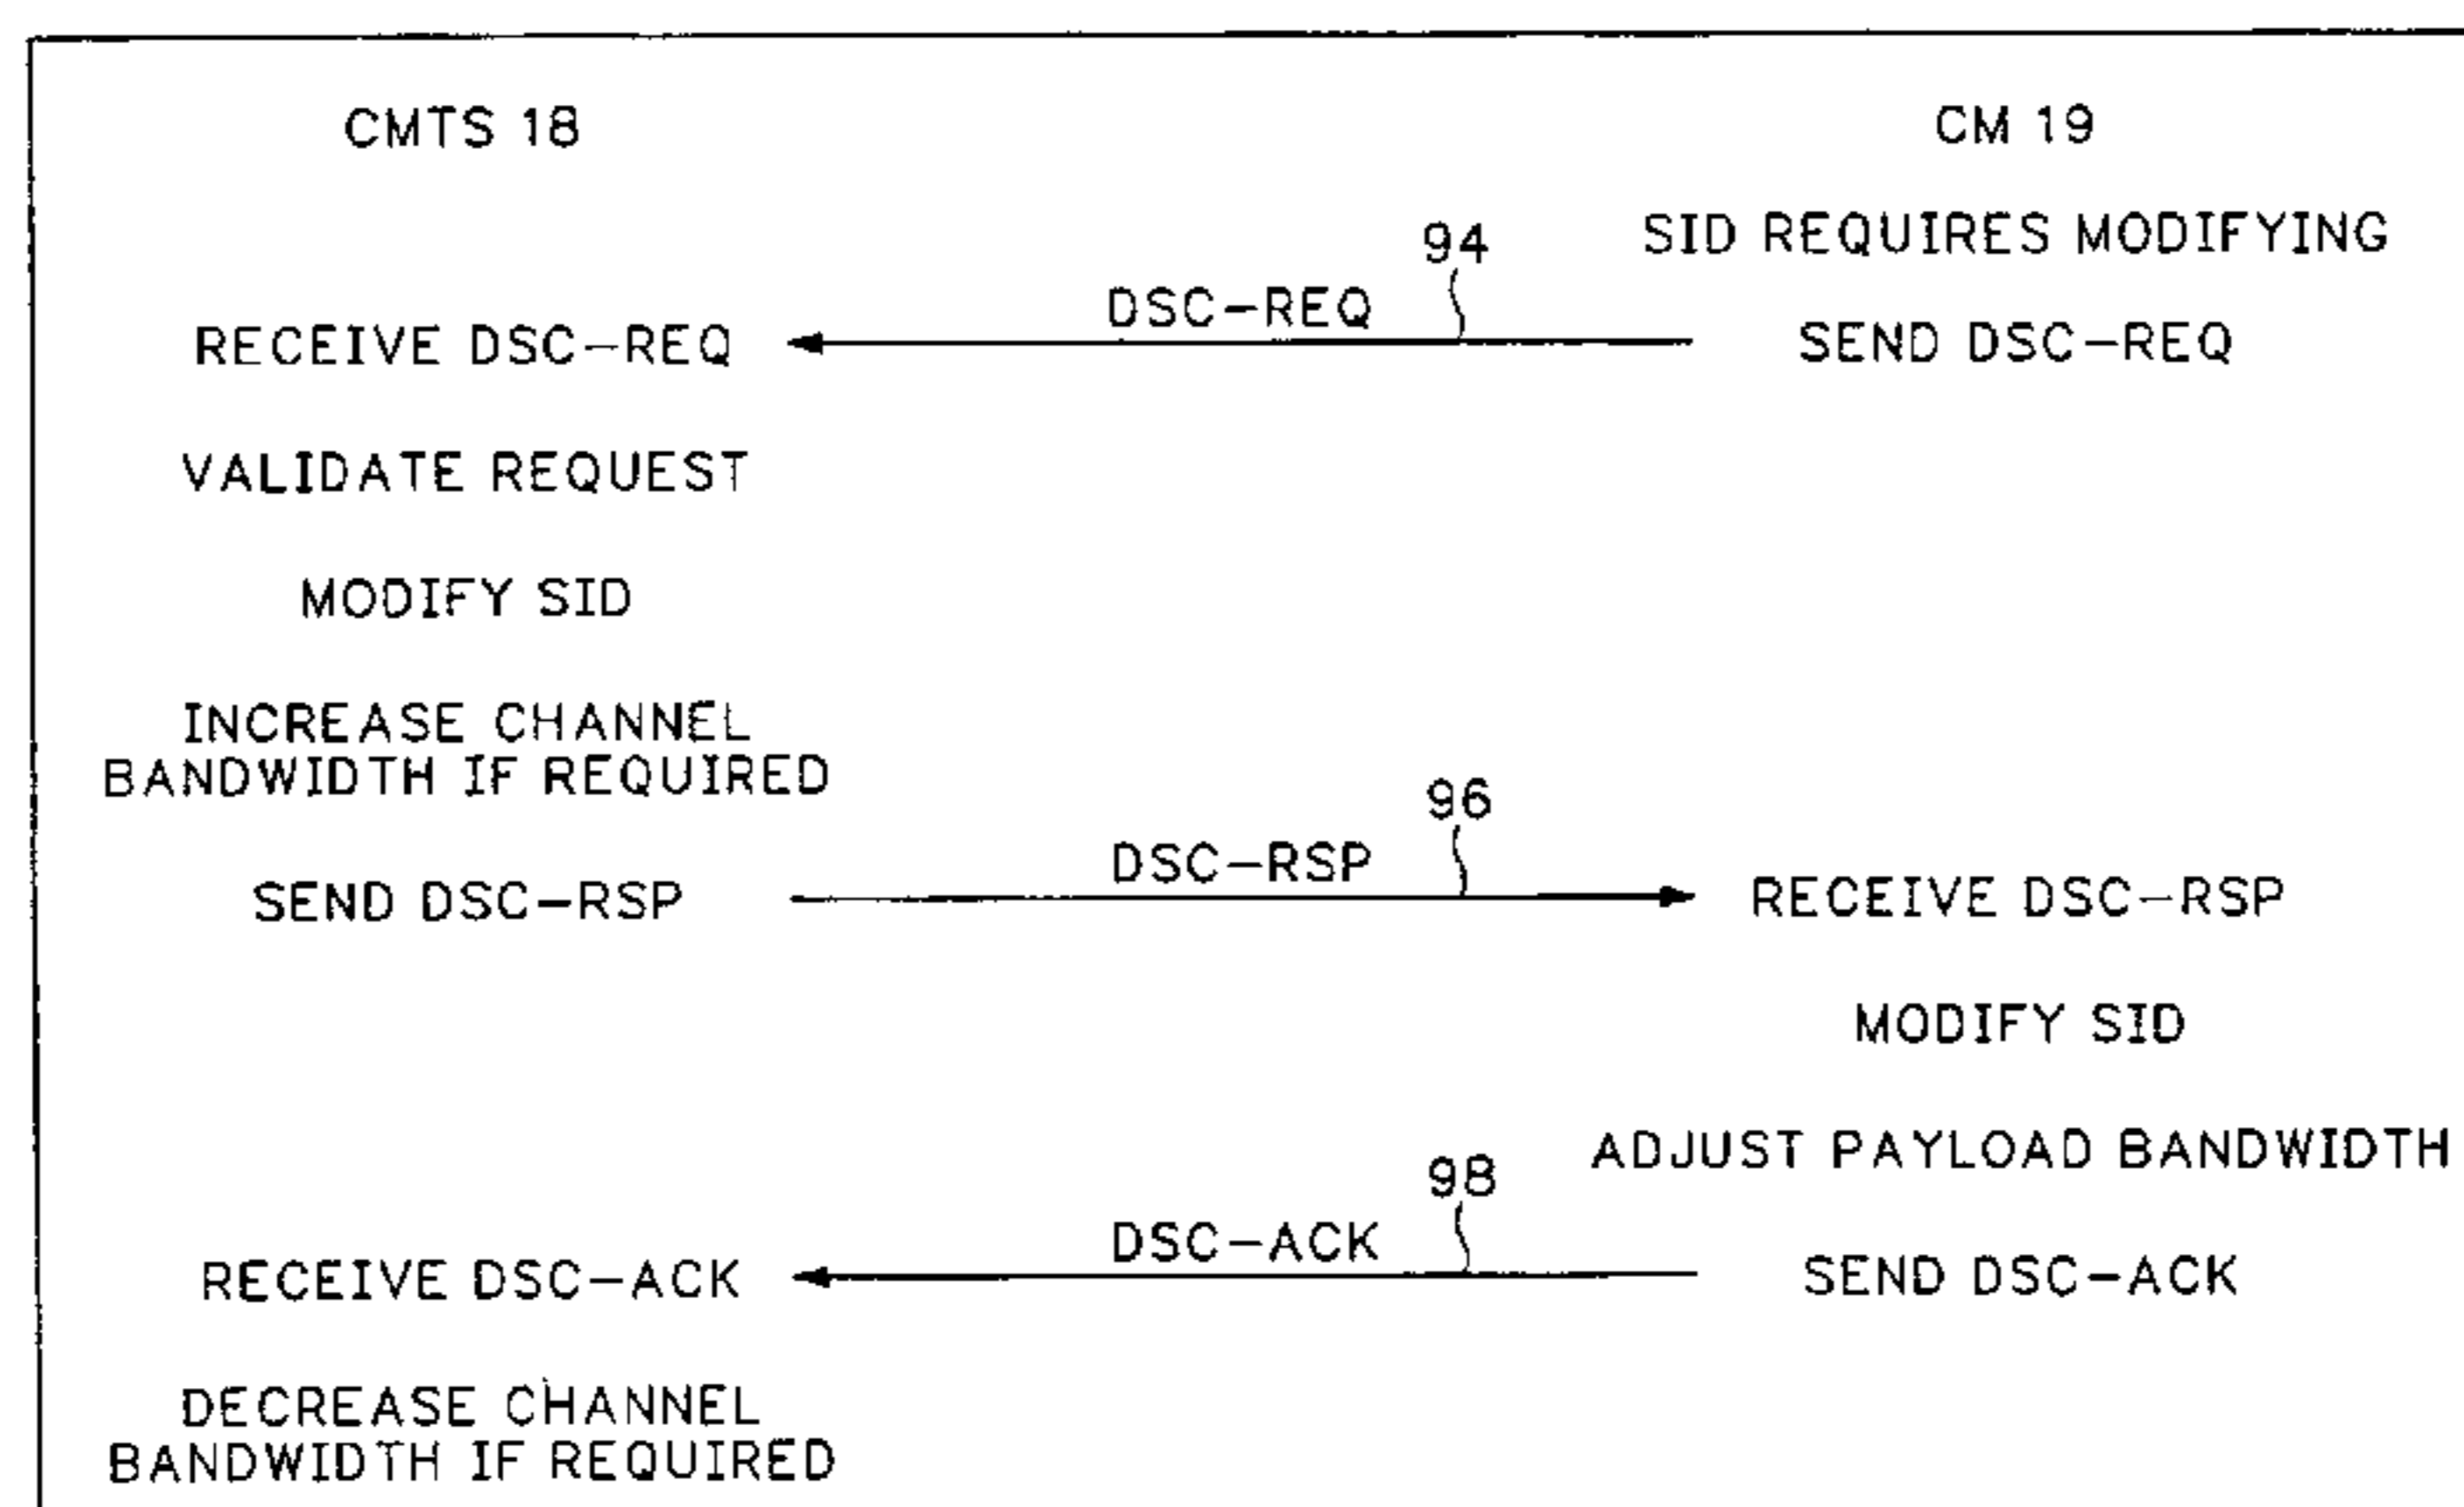 CMTS 18
CM 19
SID REQUIRES MODIFYING
94
DSC-REQ
RECEIVE DSC-REQ
SEND DSC-REQ
VALIDATE REQUEST
MODIFY SID
INCREASE CHANNEL
BANDWIDTH IF REQUIRED
96
DSC-RSP
SEND DSC-RSP
RECEIVE DSC-RSP
MODIFY SID
ADJUST PAYLOAD BANDWIDTH
98
DSC-ACK
RECEIVE DSC-ACK
SEND DSC-ACK
DECREASE CHANNEL
BANDWIDTH IF REQUIRED